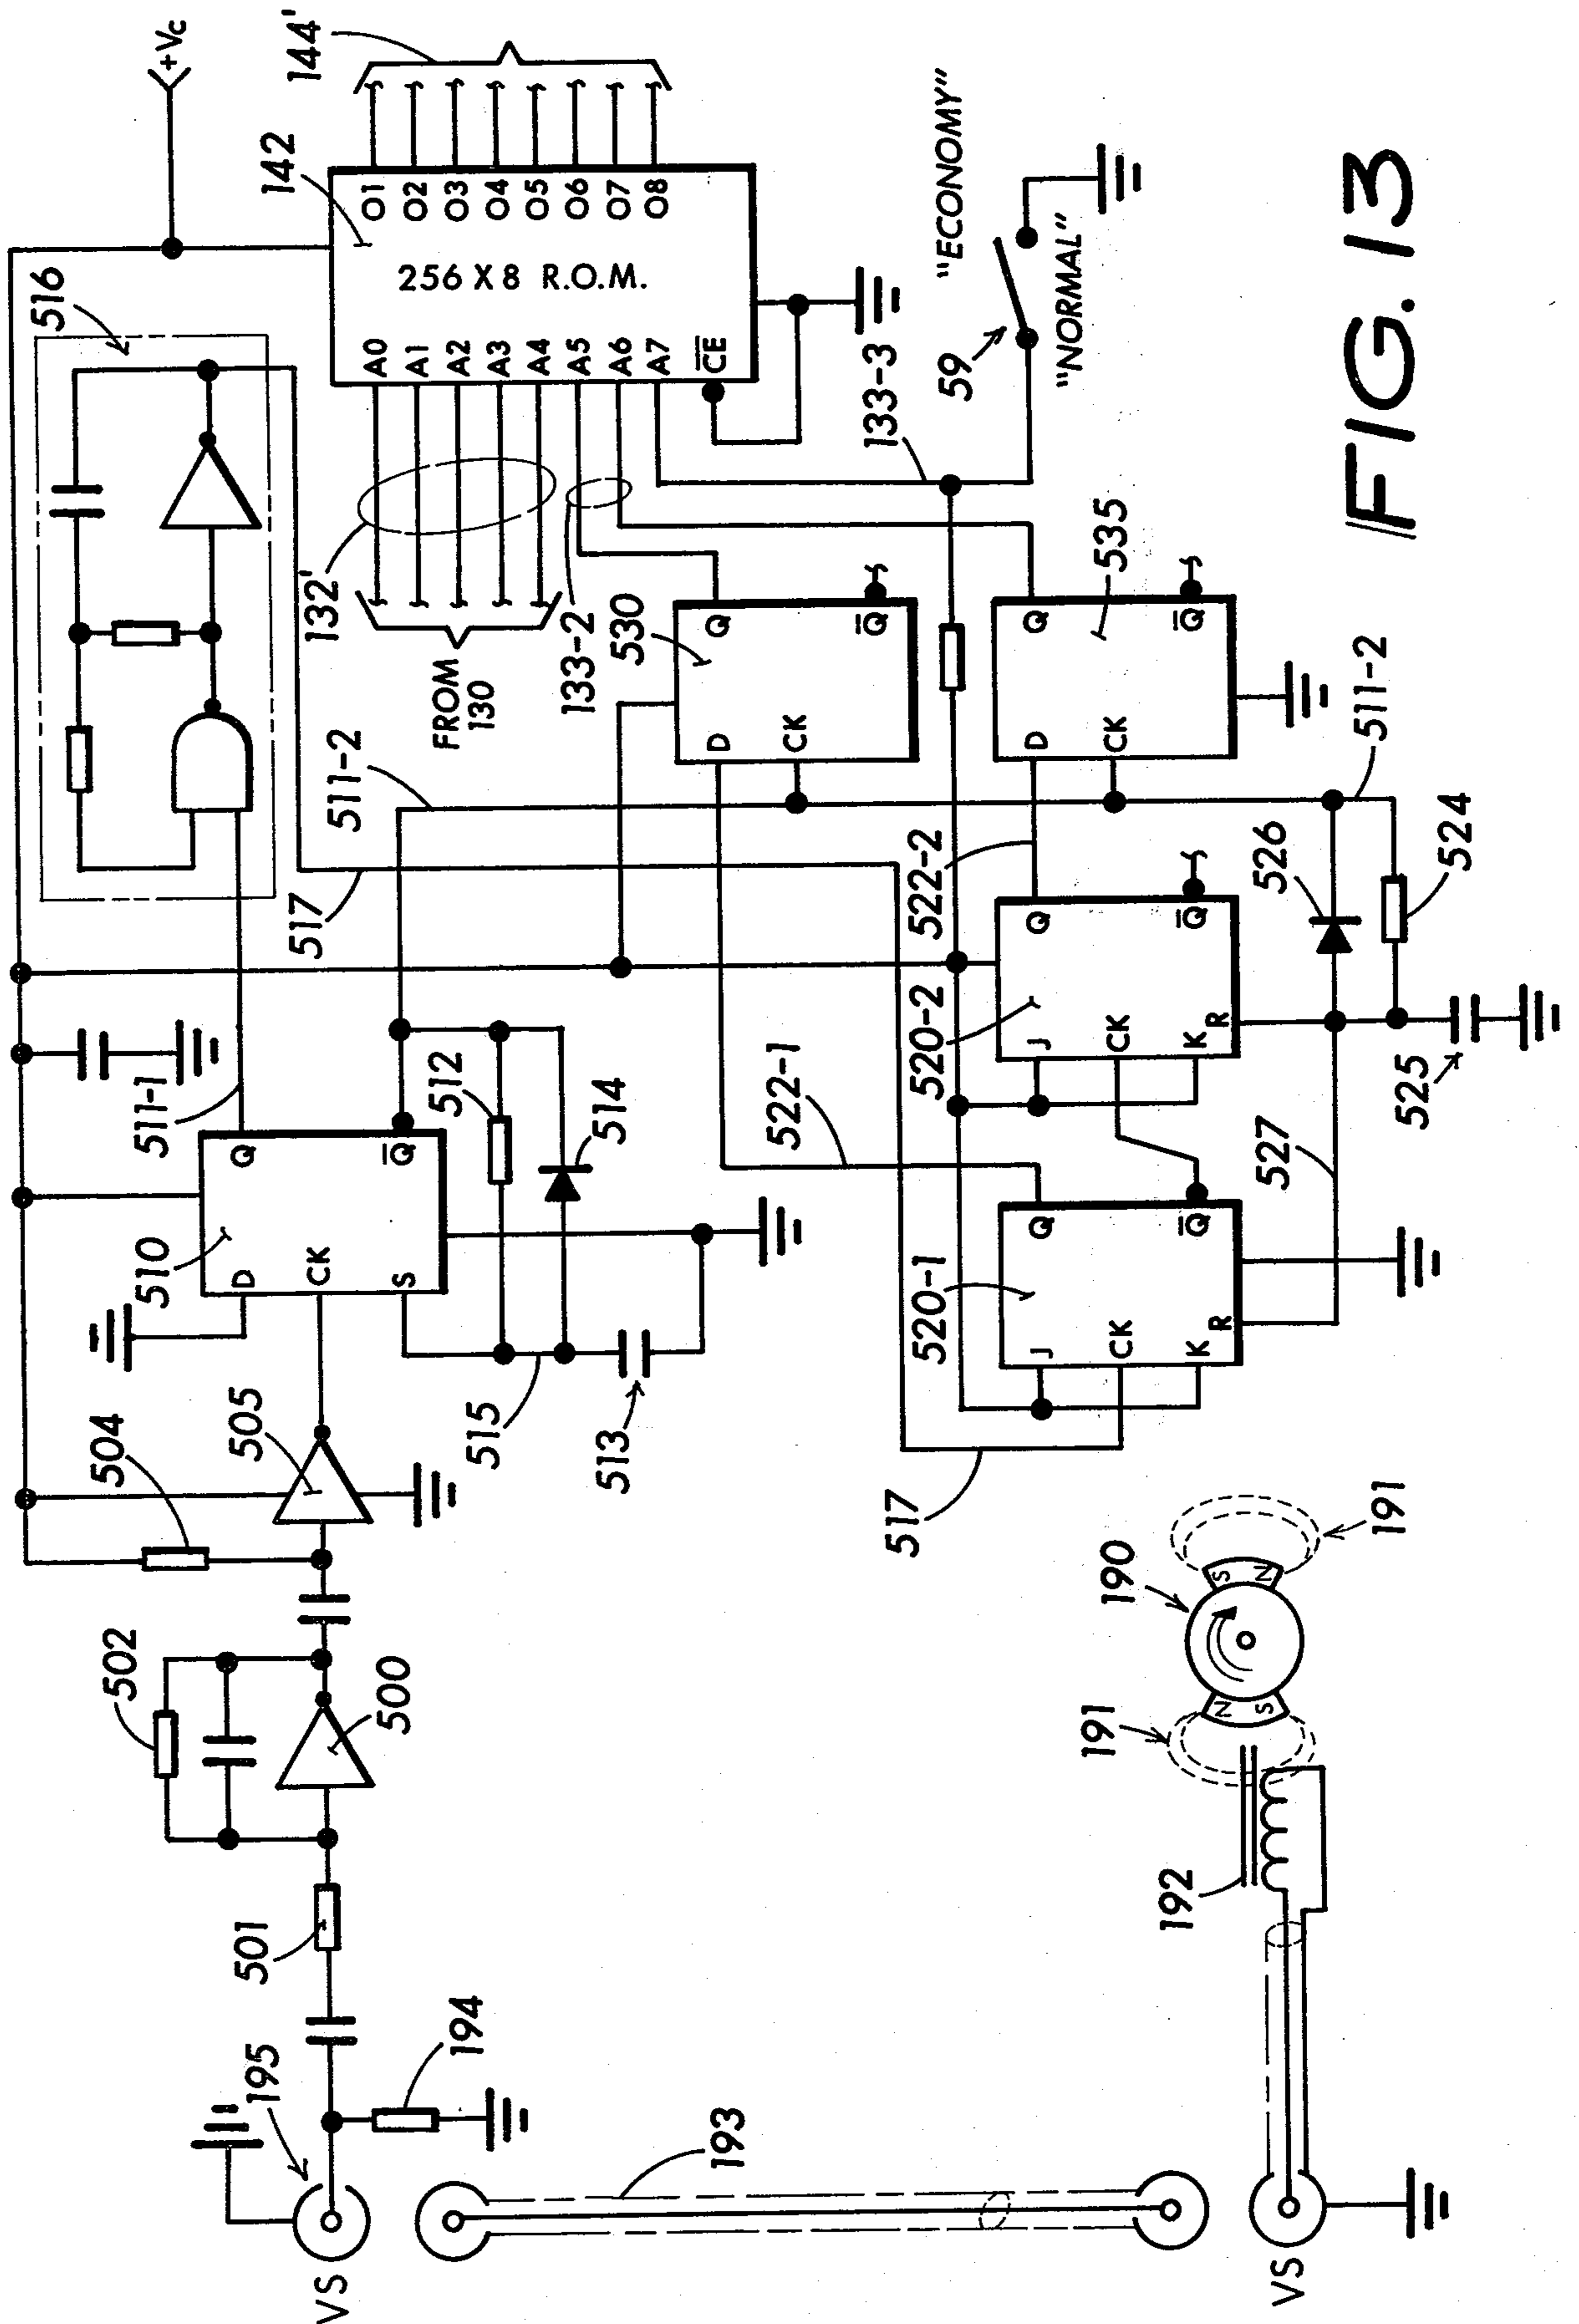 FIG. 13
+Vc
144'
142
O1
O2
O3
O4
O5
O6
O7
O8
256 X 8 R.O.M.
A0
A1
A2
A3
A4
A5
A6
A7
CE
516
132'
FROM
130
133-2
133-3
59
"ECONOMY"
"NORMAL"
530
D
CK
Q
Q
535
D
CK
Q
Q
511-2
511-2
517
522-2
522-1
511-1
510
D
CK
S
Q
Q
512
514
515
513
504
505
520-2
J
CK
K
R
Q
Q
520-1
J
CK
K
R
Q
Q
526
524
525
527
517
502
500
501
194
195
VS
193
VS
192
191
190
191
N
S
S
N